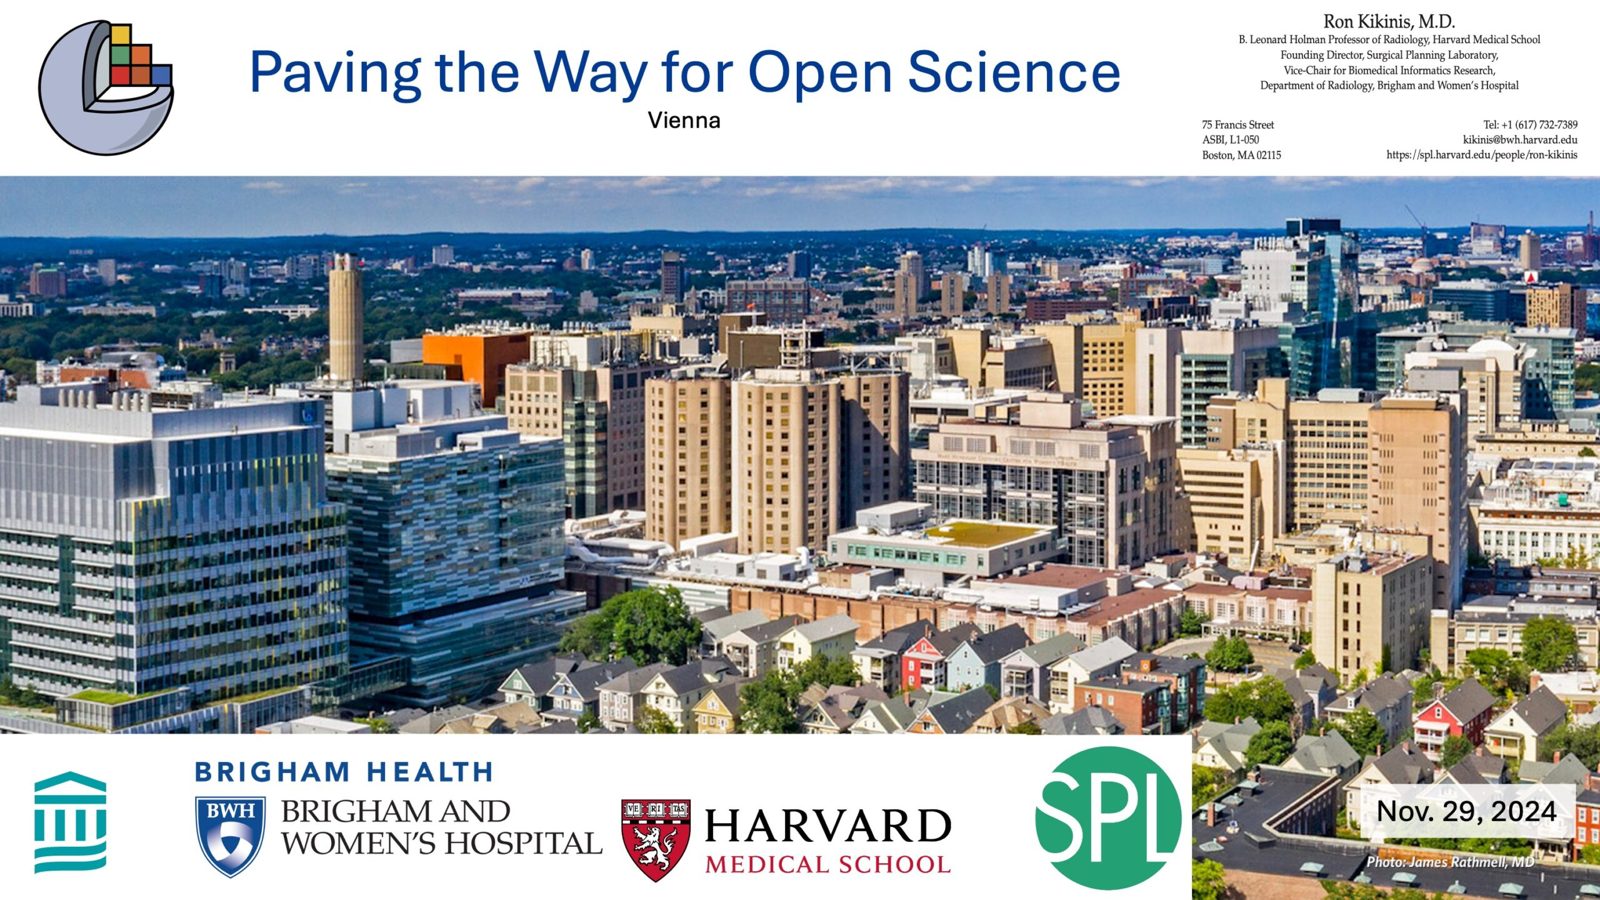 Paving the Way for Open Science
Vienna
Ron Kikinis, M.D.
B. Leonard Holman Professor of Radiology, Harvard Medical School
Founding Director, Surgical Planning Laboratory,
Vice-Chair for Biomedical Informatics Research,
Department of Radiology, Brigham and Women's Hospital
75 Francis Street
ASBI, L1-050
Boston, MA 02115
Tel: +1 (617) 732-7389
kikinis@bwh.harvard.edu
https://spl.harvard.edu/people/ron-kikinis
BRIGHAM HEALTH
BWH
BRIGHAM AND
WOMEN'S HOSPITAL
VE RI TAS
HARVARD
MEDICAL SCHOOL
SPL
Nov. 29, 2024
Photo: James Rathmell, MD